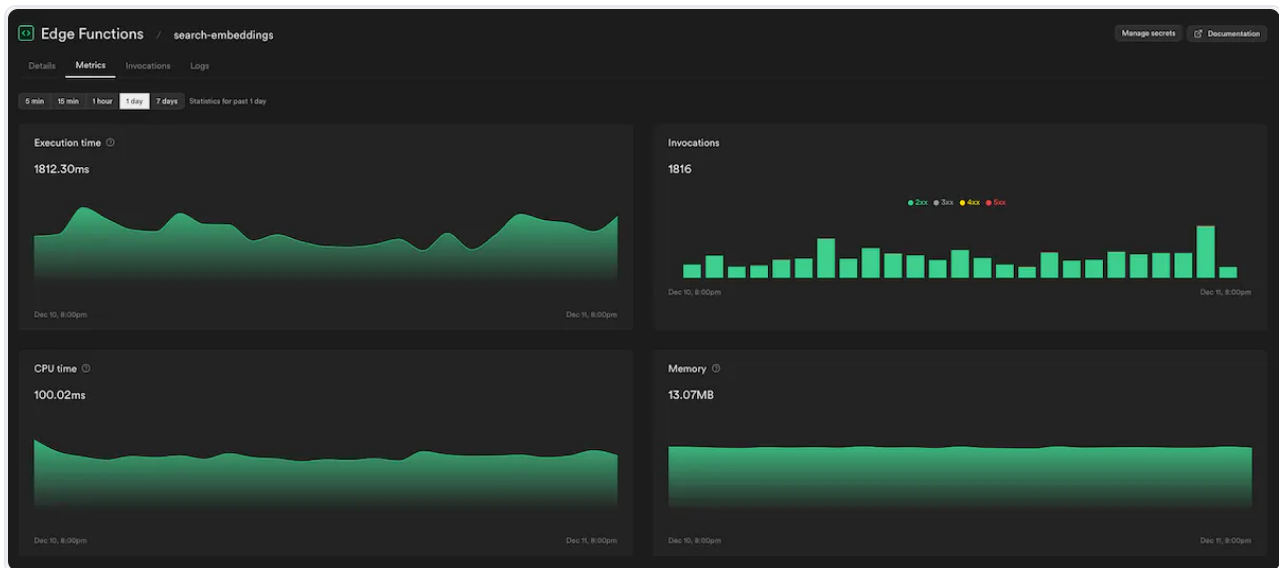 Edge Functions / search-embeddings
Manage secrets
Documentation
Details Metrics Invocations Logs
5 min 15 min 1 hour 1 day 7 days Statistics for past 1 day
Execution time
1812.30ms
Dec 10, 8:00pm Dec 11, 8:00pm
Invocations
1816
2xx 3xx 4xx 5xx
Dec 10, 8:00pm Dec 11, 8:00pm
CPU time
100.02ms
Dec 10, 8:00pm Dec 11, 8:00pm
Memory
13.07MB
Dec 10, 8:00pm Dec 11, 8:00pm